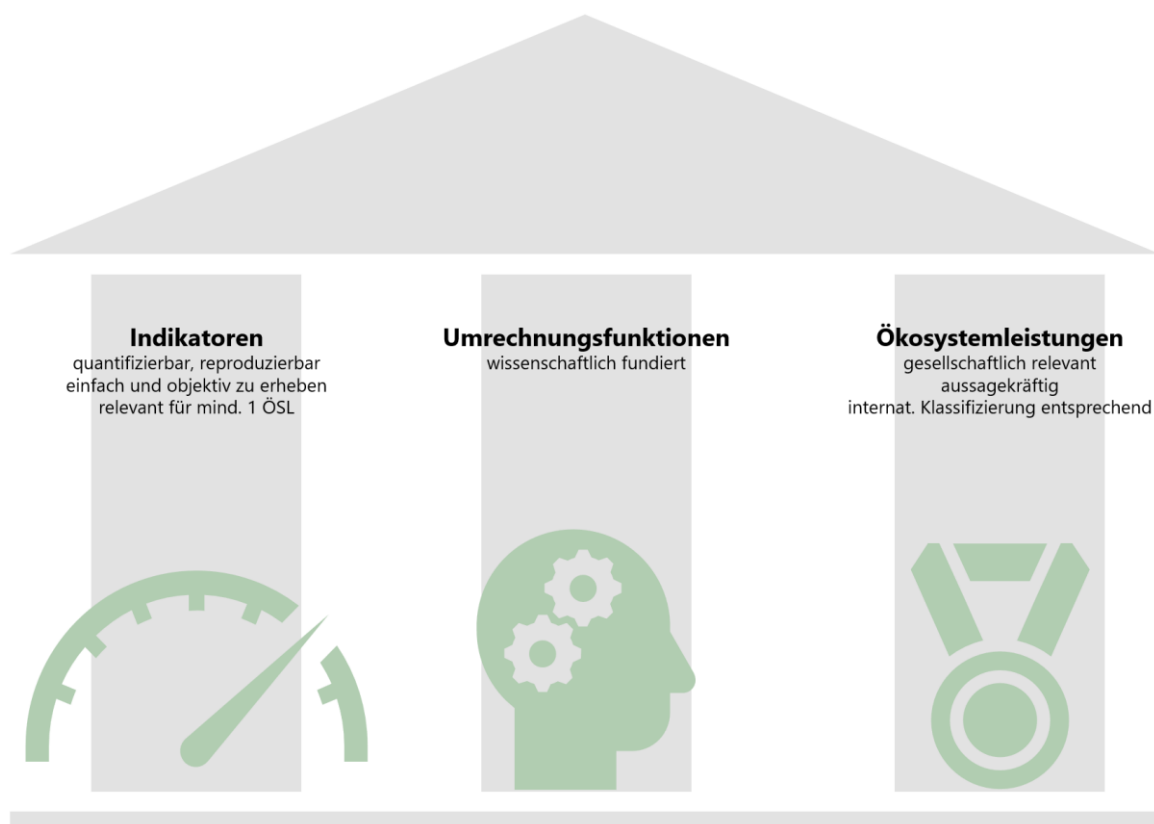 Indikatoren
quantifizierbar, reproduzierbar
einfach und objektiv zu erheben
relevant für mind. 1 ÖSL
Umrechnungsfunktionen
wissenschaftlich fundiert
Ökosystemleistungen
gesellschaftlich relevant
aussagekräftig
internat. Klassifizierung entsprechend